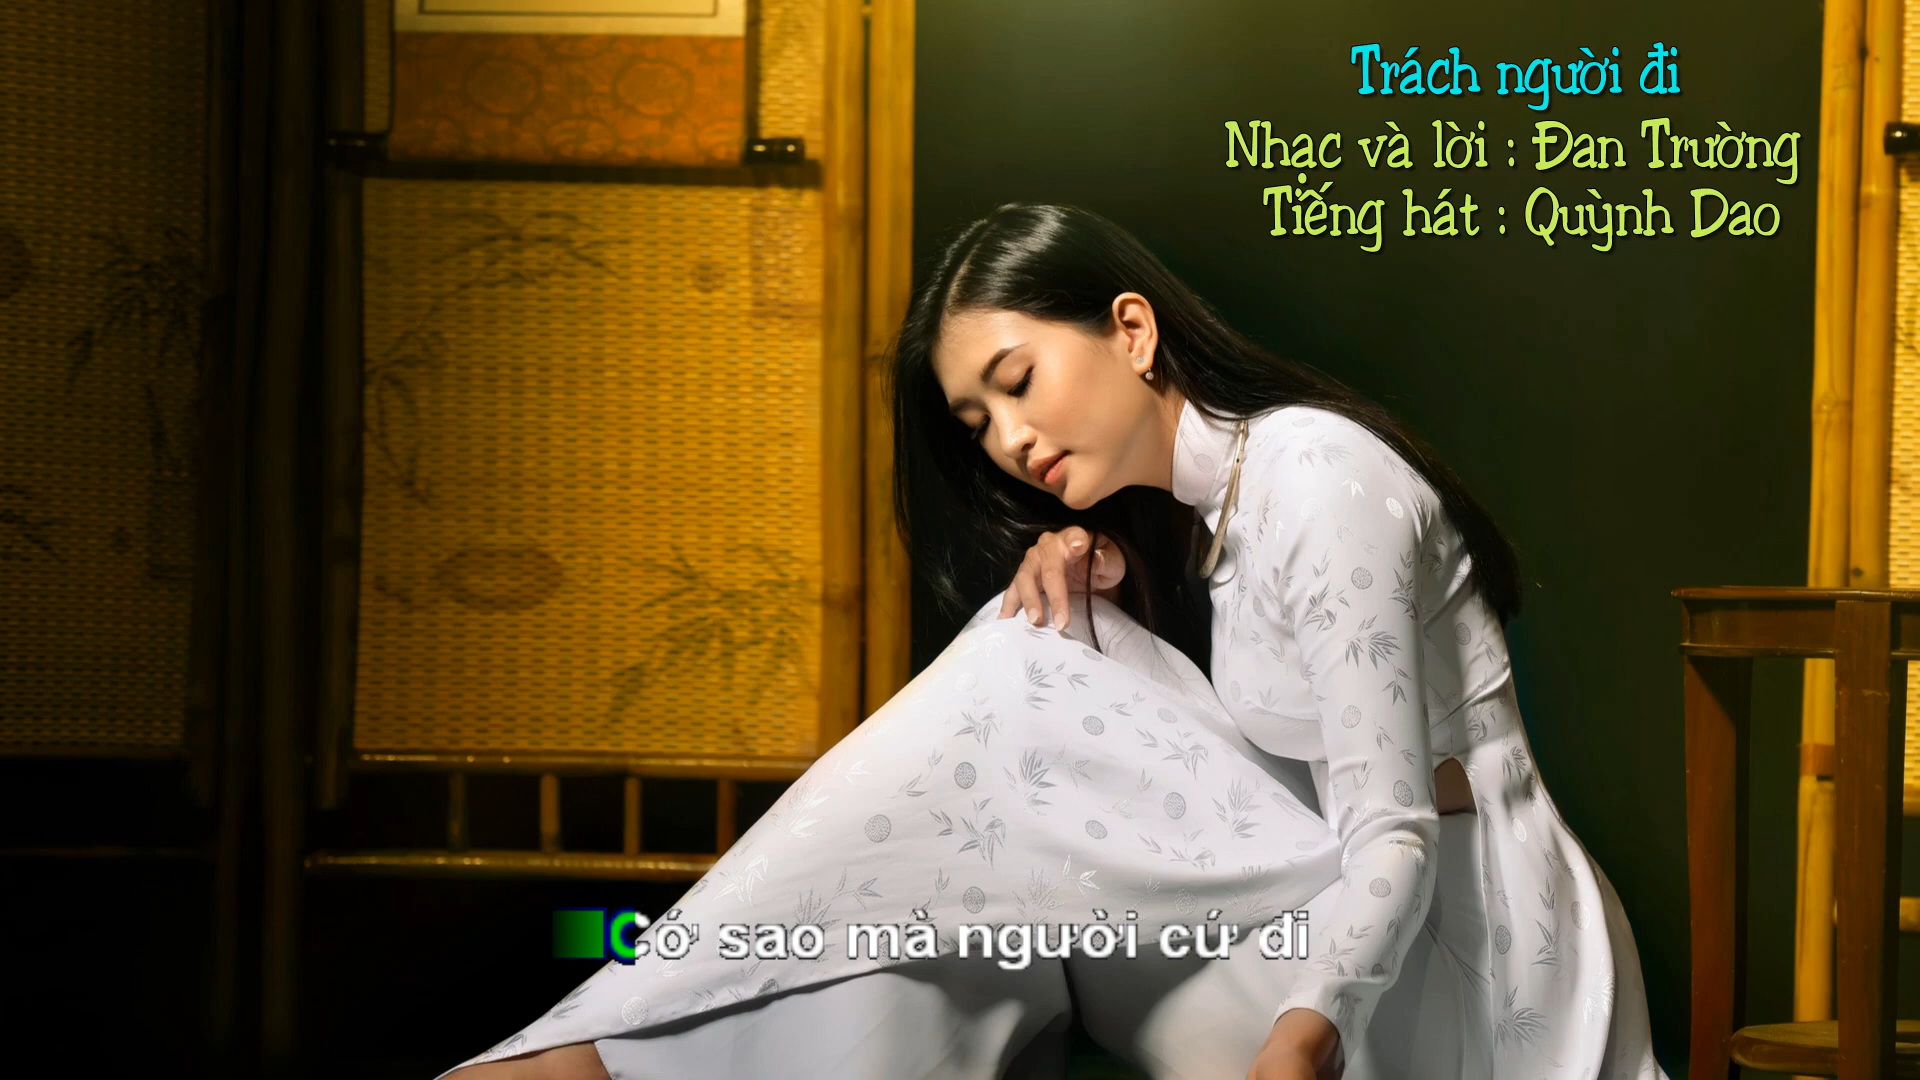 Trách người đi
Nhạc và lời : Đan Trường
Tiếng hát : Quỳnh Dao
Cớ sao mà người cứ đi